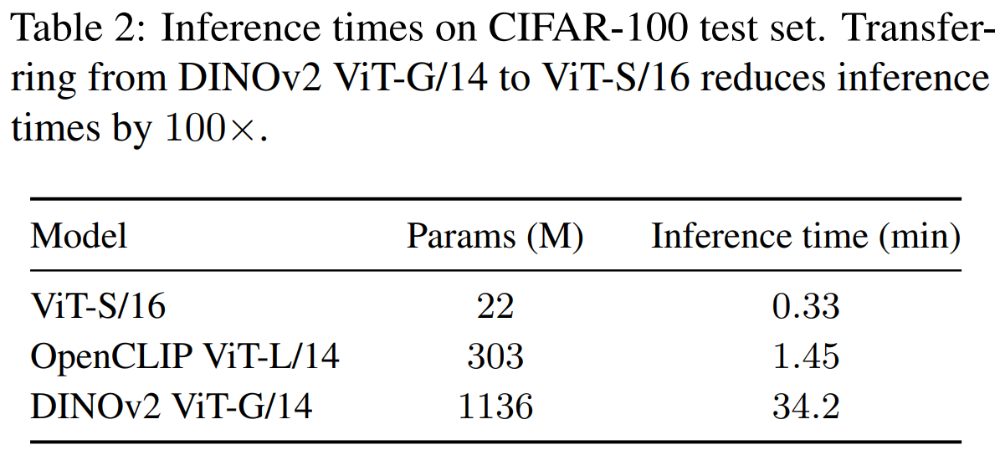 Table 2: Inference times on CIFAR-100 test set. Transfer-
ring from DINOv2 ViT-G/14 to ViT-S/16 reduces inference
times by 100×.
Model Params (M) Inference time (min)
ViT-S/16 22 0.33
OpenCLIP ViT-L/14 303 1.45
DINOv2 ViT-G/14 1136 34.2